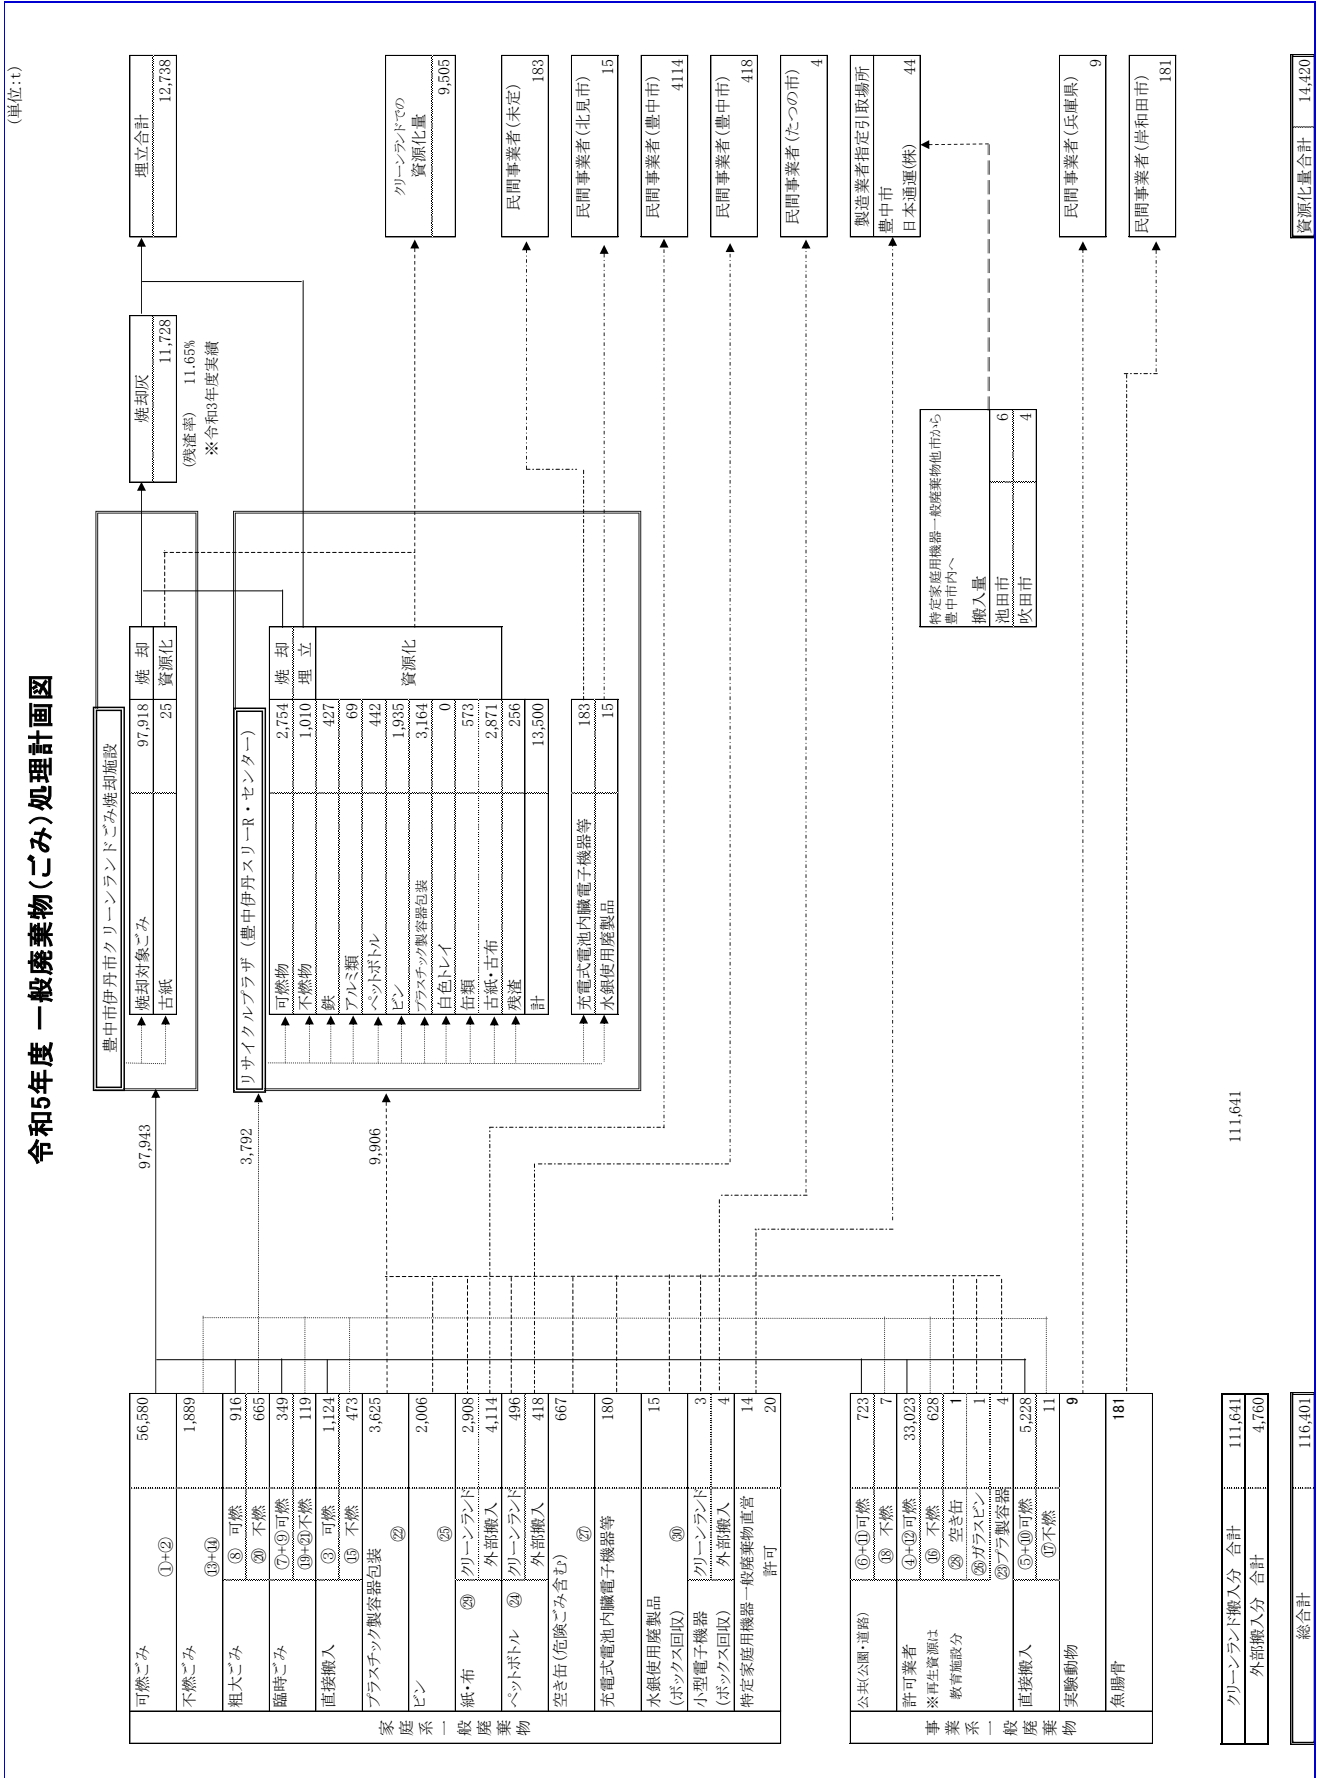 令和5年度 一般廃棄物(ごみ)処理計画図
(単位:t)
家庭系一般廃棄物
可燃ごみ ①+② 56,580
不燃ごみ ⑬+⑭ 1,889
粗大ごみ ⑧ 可燃 916
⑳ 不燃 665
臨時ごみ ⑦+⑨可燃 349
⑲+㉑不燃 119
直接搬入 ③ 可燃 1,124
⑮ 不燃 473
プラスチック製容器包装 ㉒ 3,625
ビン ㉕ 2,006
紙・布 ㉙ クリーンランド 2,908
外部搬入 4,114
ペットボトル ㉔ クリーンランド 496
外部搬入 418
空き缶(危険ごみ含む) ㉗ 667
充電式電池内臓電子機器等 180
水銀使用廃製品
(ボックス回収) ㉚ 15
小型電子機器 クリーンランド 3
(ボックス回収) 外部搬入 4
特定家庭用機器一般廃棄物直営 14
許可 20
事業系一般廃棄物
公共(公園・道路) ⑥+⑪可燃 723
⑱ 不燃 7
許可業者 ④+⑫可燃 33,023
※再生資源は ⑯ 不燃 628
教育施設分 ㉘ 空き缶 1
㉖ガラスビン 1
㉓プラ製容器 4
直接搬入 ⑤+⑩可燃 5,228
⑰不燃 11
実験動物 9
魚腸骨 181
クリーンランド搬入分 合計 111,641
外部搬入分 合計 4,760
総合計 116,401
97,943
3,792
9,906
111,641
豊中市伊丹市クリーンランドごみ焼却施設
焼却対象ごみ 97,918 焼 却
古紙 25 資源化
リサイクルプラザ (豊中伊丹スリーR・センター)
可燃物 2,754 焼 却
不燃物 1,010 埋 立
鉄 427
アルミ類 69
ペットボトル 442
ビン 1,935
プラスチック製容器包装 3,164
白色トレイ 0
缶類 573
古紙・古布 2,871
残渣 256
計 13,500
資源化
充電式電池内臓電子機器等 183
水銀使用廃製品 15
焼却灰
11,728
(残渣率) 11.65%
※令和3年度実績
特定家庭用機器一般廃棄物他市から
豊中市内へ
搬入量
池田市 6
吹田市 4
埋立合計
12,738
クリーンランドでの
資源化量
9,505
民間事業者(未定)
183
民間事業者(北見市)
15
民間事業者(豊中市)
4114
民間事業者(豊中市)
418
民間事業者(たつの市)
4
製造業者指定引取場所
豊中市
日本通運(株) 44
民間事業者(兵庫県)
9
民間事業者(岸和田市)
181
資源化量合計 14,420